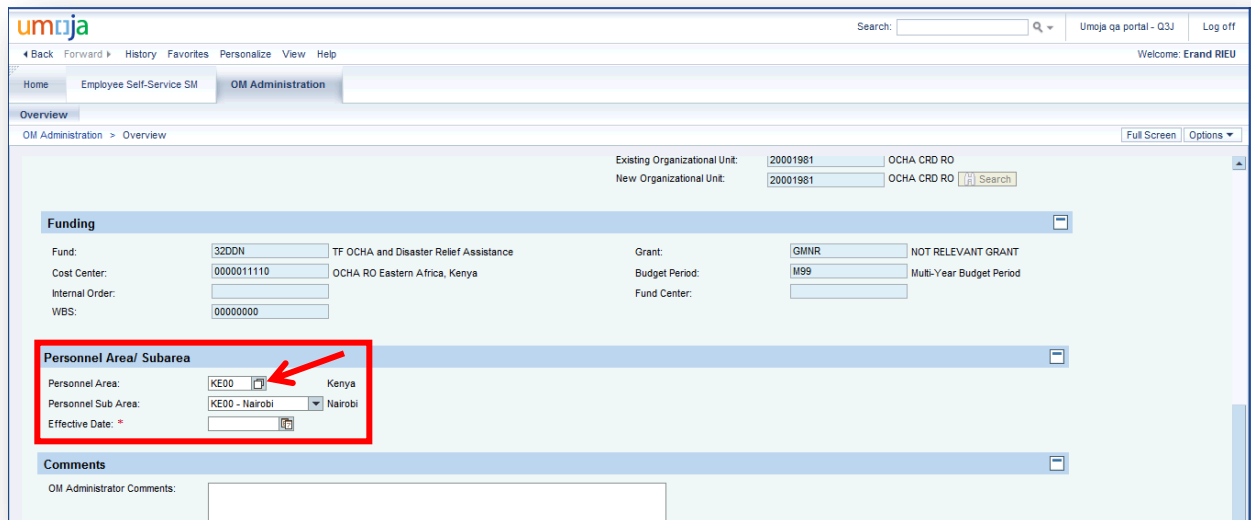 umoja
Search:
Umoja qa portal - Q3J
Log off
Back Forward History Favorites Personalize View Help
Welcome: Erand RIEU
Home Employee Self-Service SM OM Administration
Overview
OM Administration > Overview
Full Screen Options
Existing Organizational Unit: 20001981 OCHA CRD RO
New Organizational Unit: 20001981 OCHA CRD RO Search
Funding
Fund: 32DDN TF OCHA and Disaster Relief Assistance Grant: GMNR NOT RELEVANT GRANT
Cost Center: 0000011110 OCHA RO Eastern Africa, Kenya Budget Period: M99 Multi-Year Budget Period
Internal Order: Fund Center:
WBS: 00000000
Personnel Area/ Subarea
Personnel Area: KE00 Kenya
Personnel Sub Area: KE00 - Nairobi Nairobi
Effective Date: *
Comments
OM Administrator Comments: